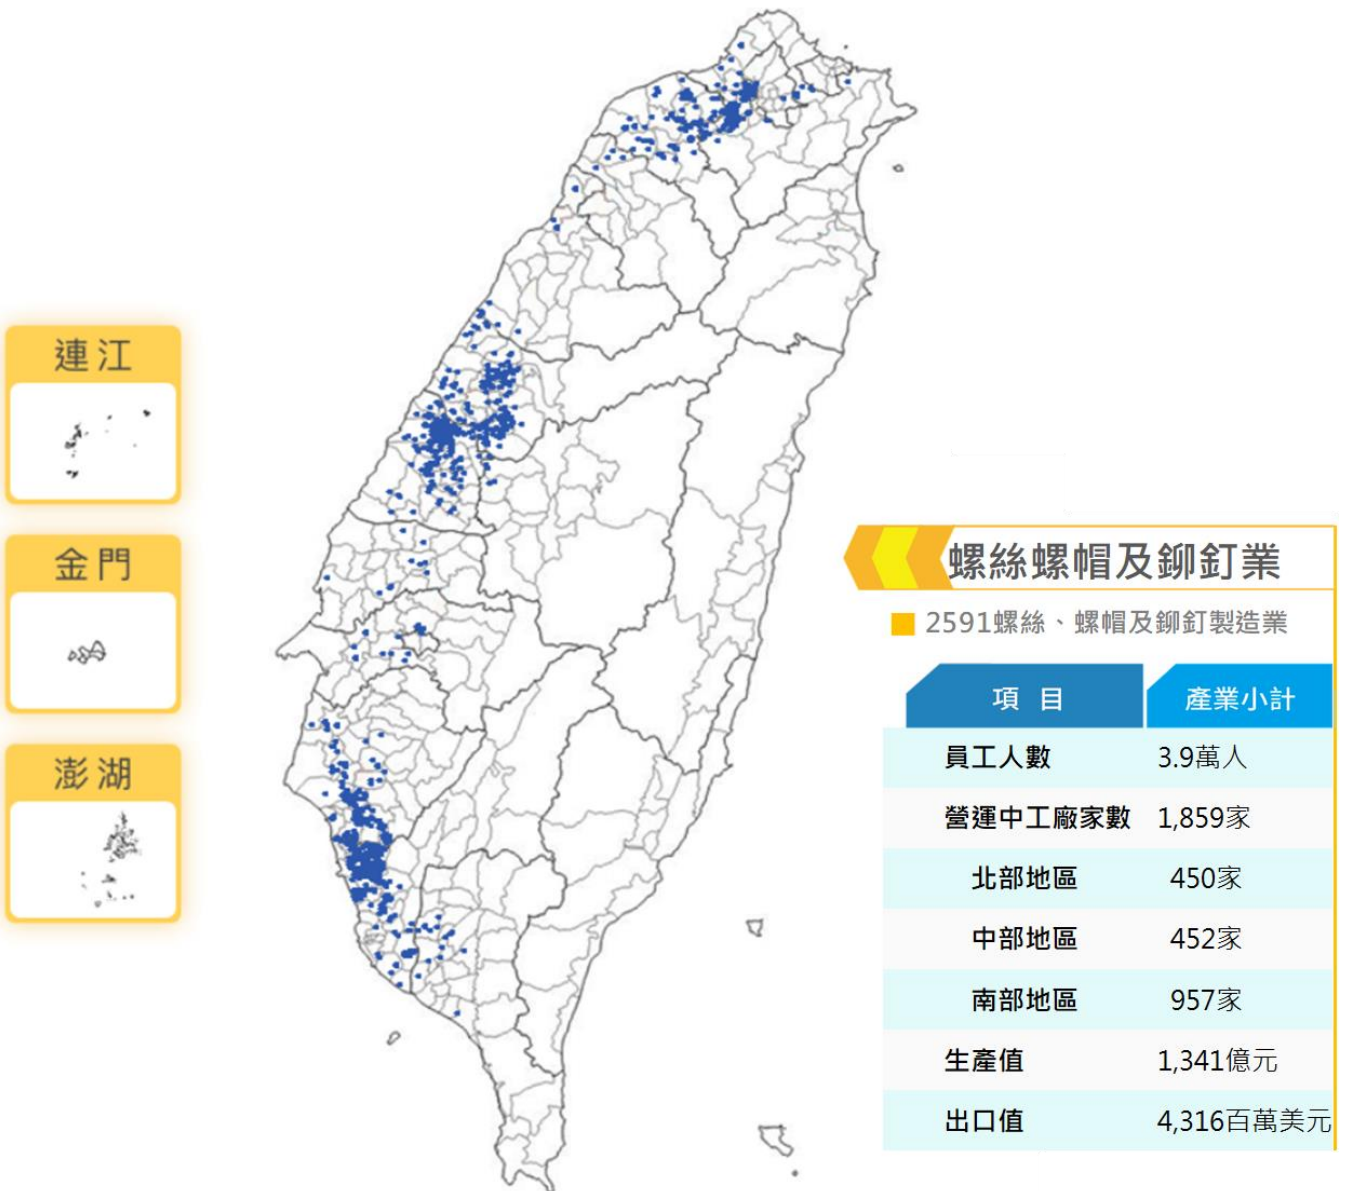 連江
金門
澎湖
螺絲螺帽及鉚釘業
2591螺絲、螺帽及鉚釘製造業
項 目 產業小計
員工人數 3.9萬人
營運中工廠家數 1,859家
北部地區 450家
中部地區 452家
南部地區 957家
生產值 1,341億元
出口值 4,316百萬美元